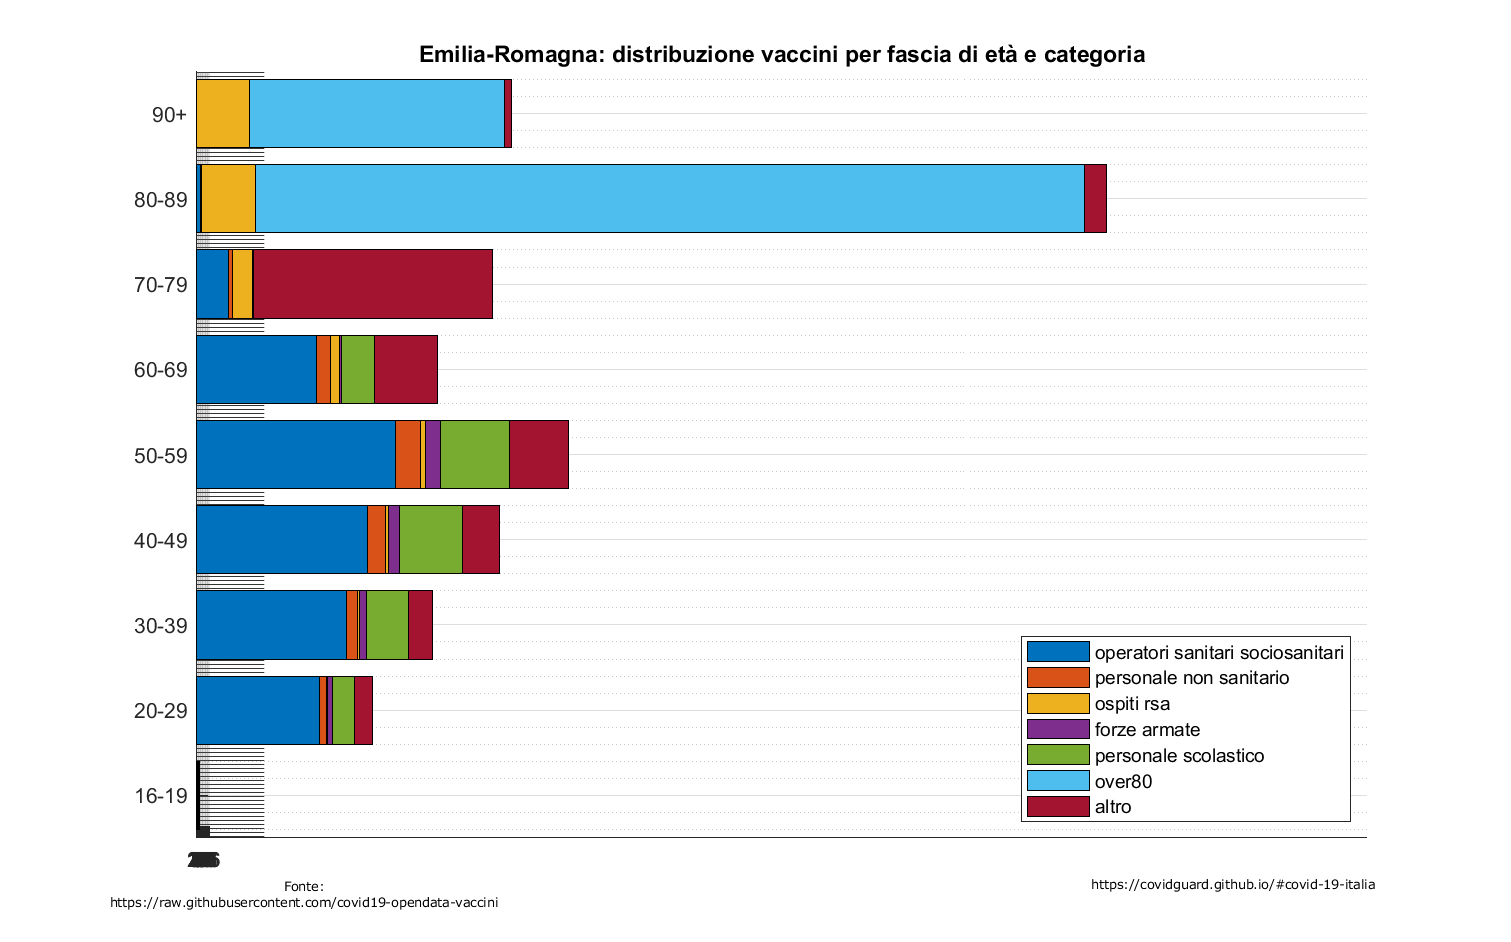 Emilia-Romagna: distribuzione vaccini per fascia di età e categoria
90+
80-89
70-79
60-69
50-59
40-49
30-39
20-29
16-19
operatori sanitari sociosanitari
personale non sanitario
ospiti rsa
forze armate
personale scolastico
over80
altro
Fonte:
https://raw.githubusercontent.com/covid19-opendata-vaccini
https://covidguard.github.io/#covid-19-italia